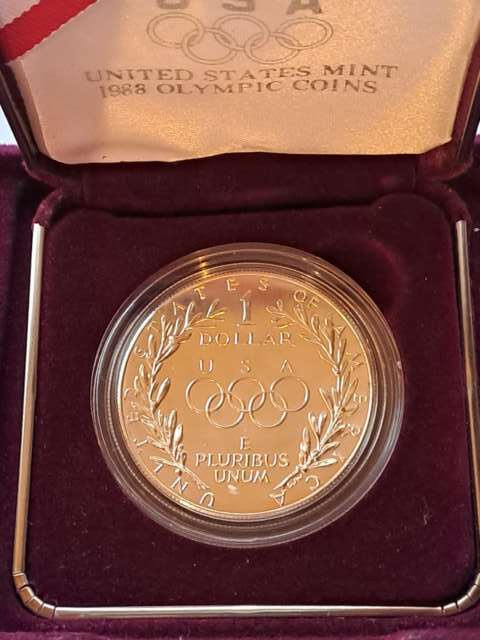 USA
UNITED STATES MINT
1988 OLYMPIC COINS
UNITED STATES OF AMERICA
1
DOLLAR
USA
E
PLURIBUS
UNUM